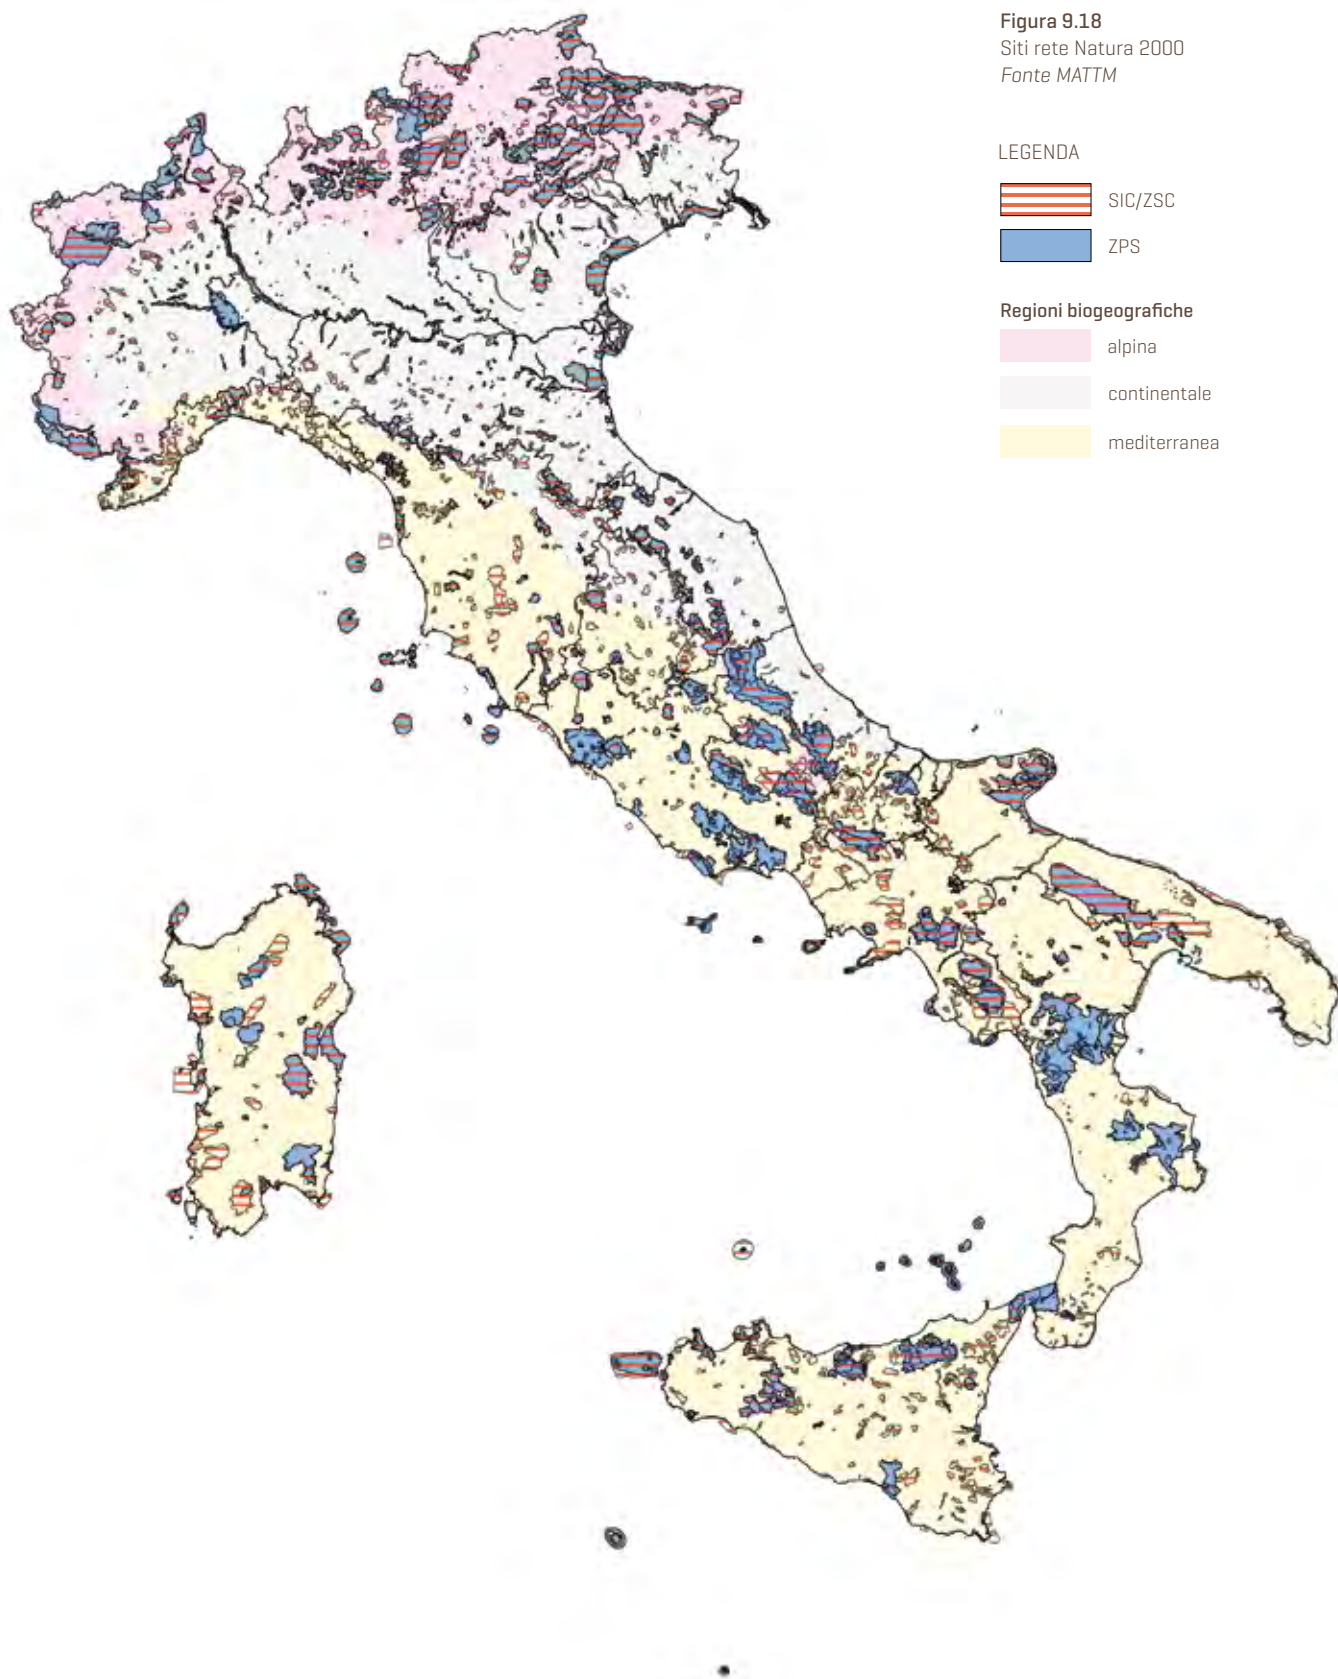 Figura 9.18
Siti rete Natura 2000
Fonte MATTM
LEGENDA
SIC/ZSC
ZPS
Regioni biogeografiche
alpina
continentale
mediterranea